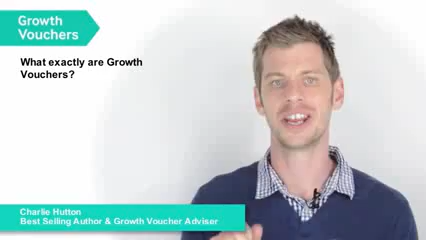 Growth
Vouchers
What exactly are Growth
Vouchers?
Charlie Hutton
Best Selling Author & Growth Voucher Adviser